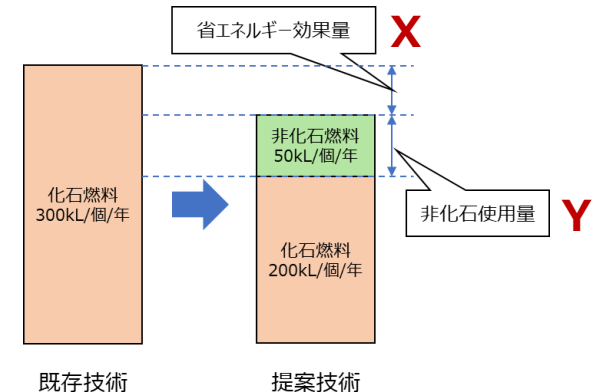 省エネルギー効果量
X
非化石燃料
50kL/個/年
化石燃料
300kL/個/年
非化石使用量
Y
化石燃料
200kL/個/年
既存技術
提案技術